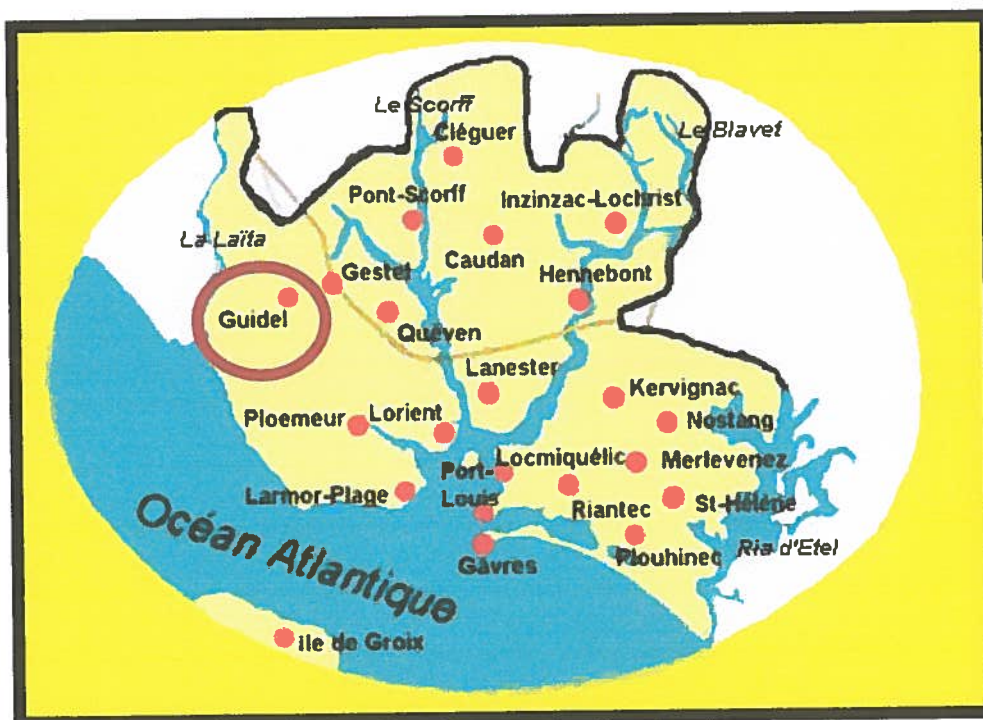 Le Scorff
Cléguer
Le Blavet
Pont-Scorff
Inzinzac-Lochrist
La Laïta
Caudan
Gestel
Hennebont
Guidel
Quéven
Lanester
Kervignac
Ploemeur
Lorient
Nostang
Locmiquélic
Merlevenez
Port-
Louis
Larmor-Plage
Riantec
St-Hélène
Océan Atlantique
Plouhinec
Ria d'Etel
Gâvres
Ile de Groix